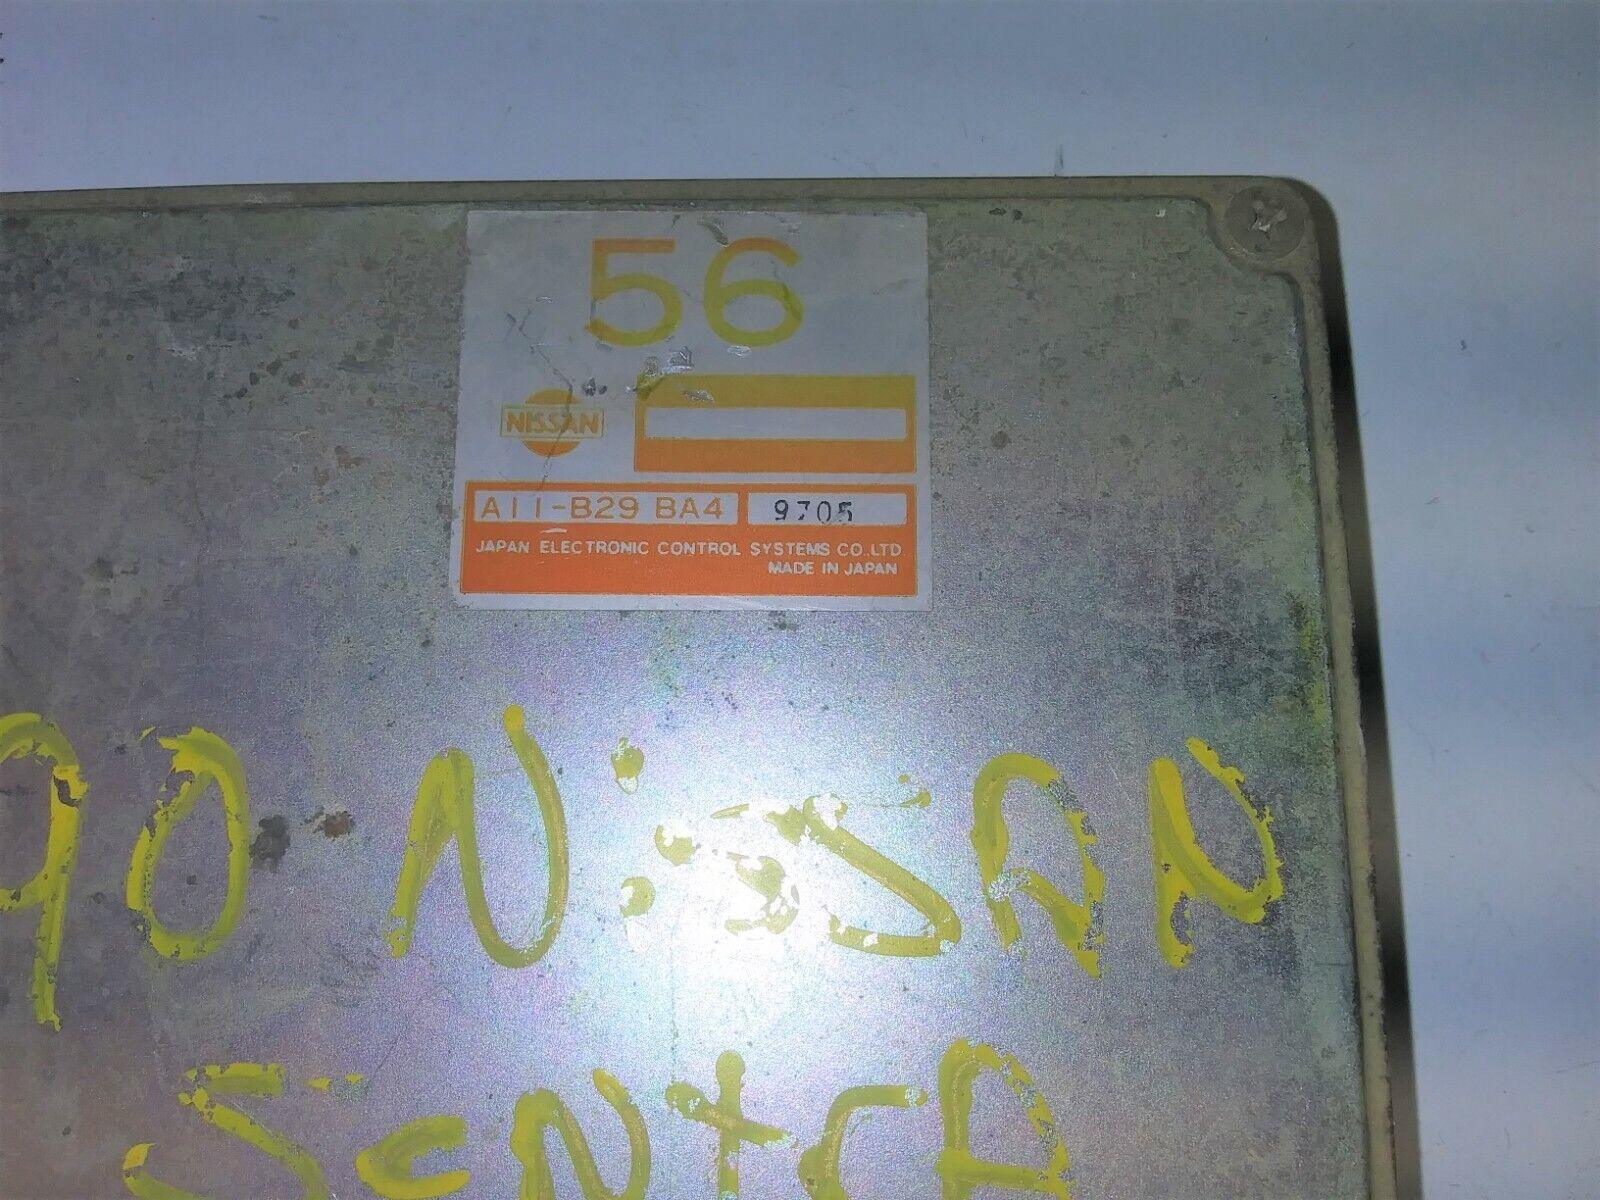 56
NISSAN
A11-B29 BA4 9705
JAPAN ELECTRONIC CONTROL SYSTEMS CO.LTD
MADE IN JAPAN
90 NiSSAN
SENTRA